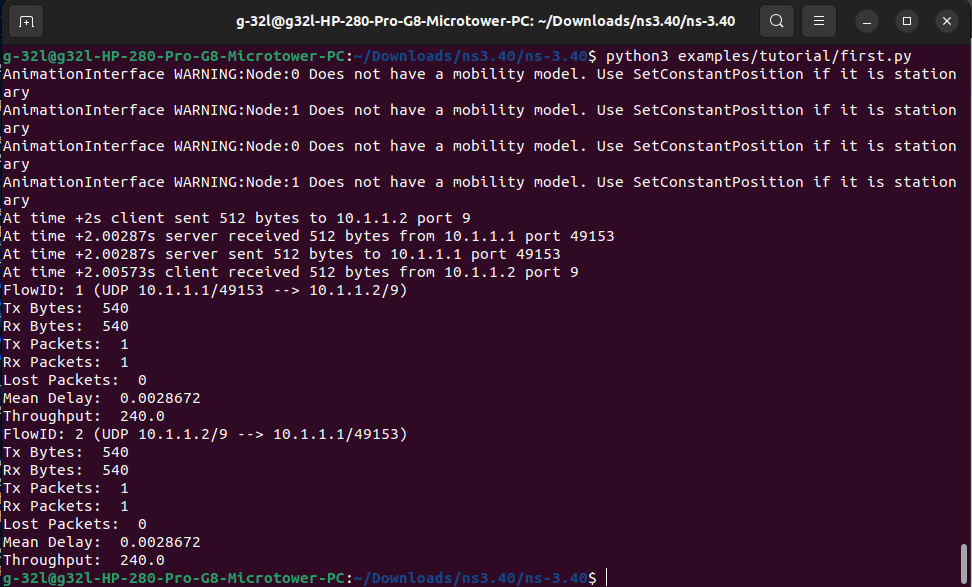 g-32l@g32l-HP-280-Pro-G8-Microtower-PC: ~/Downloads/ns3.40/ns-3.40
g-32l@g32l-HP-280-Pro-G8-Microtower-PC:~/Downloads/ns3.40/ns-3.40$ python3 examples/tutorial/first.py
AnimationInterface WARNING:Node:0 Does not have a mobility model. Use SetConstantPosition if it is station
ary
AnimationInterface WARNING:Node:1 Does not have a mobility model. Use SetConstantPosition if it is station
ary
AnimationInterface WARNING:Node:0 Does not have a mobility model. Use SetConstantPosition if it is station
ary
AnimationInterface WARNING:Node:1 Does not have a mobility model. Use SetConstantPosition if it is station
ary
At time +2s client sent 512 bytes to 10.1.1.2 port 9
At time +2.00287s server received 512 bytes from 10.1.1.1 port 49153
At time +2.00287s server sent 512 bytes to 10.1.1.1 port 49153
At time +2.00573s client received 512 bytes from 10.1.1.2 port 9
FlowID: 1 (UDP 10.1.1.1/49153 --> 10.1.1.2/9)
Tx Bytes:  540
Rx Bytes:  540
Tx Packets:  1
Rx Packets:  1
Lost Packets:  0
Mean Delay:  0.0028672
Throughput:  240.0
FlowID: 2 (UDP 10.1.1.2/9 --> 10.1.1.1/49153)
Tx Bytes:  540
Rx Bytes:  540
Tx Packets:  1
Rx Packets:  1
Lost Packets:  0
Mean Delay:  0.0028672
Throughput:  240.0
g-32l@g32l-HP-280-Pro-G8-Microtower-PC:~/Downloads/ns3.40/ns-3.40$